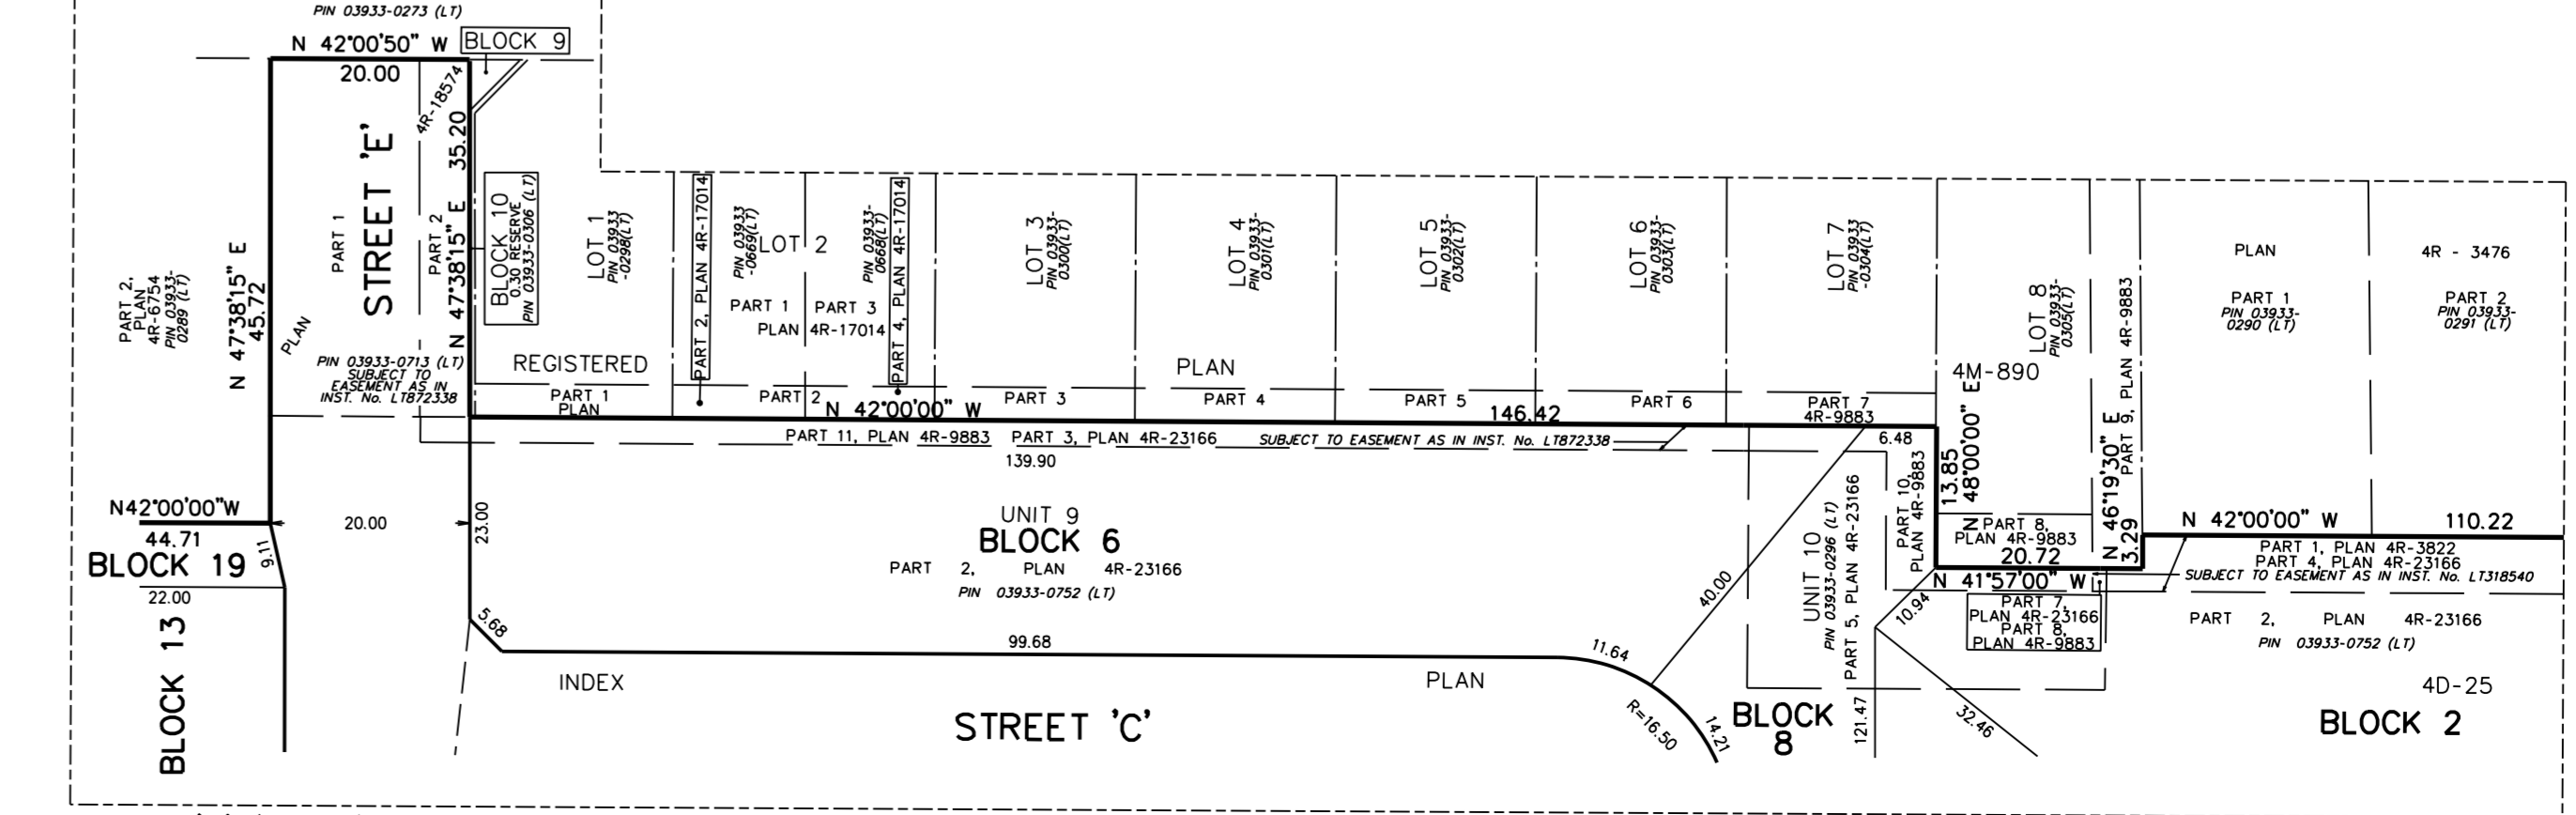 PIN 03933-0273 (LT)
N 42°00'50" W
BLOCK 9
20.00
4R-18574
35.20
STREET 'E'
PART 1
PART 2
N 47°38'15" E
BLOCK 10
0.30 RESERVE
PIN 03933-0306 (LT)
PART 2,
PLAN
4R-6754
PIN 03933-
0289 (LT)
N 47°38'15" E
45.72
PLAN
PIN 03933-0713 (LT)
SUBJECT TO
EASEMENT AS IN
INST. No. LT872338
LOT 1
PIN 03933
-0298(LT)
PART 2, PLAN 4R-17014
PIN 03933
-0669(LT)
LOT 2
PIN 03933-
0668(LT)
PART 4, PLAN 4R-17014
PART 1
PART 3
PLAN 4R-17014
LOT 3
PIN 03933-
0300(LT)
LOT 4
PIN 03933-
0301(LT)
LOT 5
PIN 03933-
0302(LT)
LOT 6
PIN 03933-
0303(LT)
LOT 7
PIN 03933
-0304(LT)
LOT 8
PIN 03933-
0305(LT)
PART 9, PLAN 4R-9883
PLAN 4R - 3476
PART 1
PIN 03933-
0290 (LT)
PART 2
PIN 03933-
0291 (LT)
REGISTERED PLAN 4M-890
PART 1
PLAN
PART 2
PART 3
PART 4
PART 5
PART 6
PART 7
4R-9883
N 42°00'00" W
146.42
PART 11, PLAN 4R-9883
PART 3, PLAN 4R-23166
SUBJECT TO EASEMENT AS IN INST. No. LT872338
6.48
139.90
13.85
N 48°00'00" E
N 46°19'30" E
3.29
N42°00'00"W
44.71
BLOCK 19
9.11
20.00
23.00
22.00
BLOCK 13
UNIT 9
BLOCK 6
PART 2, PLAN 4R-23166
PIN 03933-0752 (LT)
5.68
99.68
11.64
40.00
R=16.50
14.21
INDEX PLAN 4D-25
STREET 'C'
UNIT 10
PIN 03933-0296 (LT)
PART 5, PLAN 4R-23166
PART 10,
PLAN 4R-9883
PART 8,
PLAN 4R-9883
20.72
N 41°57'00" W
10.94
PART 7,
PLAN 4R-23166
PART 8,
PLAN 4R-9883
N 42°00'00" W
110.22
PART 1, PLAN 4R-3822
PART 4, PLAN 4R-23166
SUBJECT TO EASEMENT AS IN INST. No. LT318540
PART 2, PLAN 4R-23166
PIN 03933-0752 (LT)
BLOCK
8
121.47
32.46
BLOCK 2